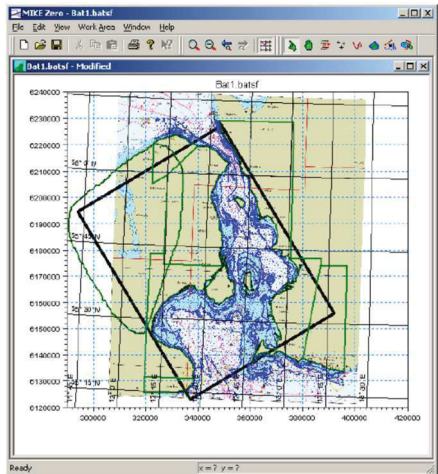 MIKE Zero - Bat1.batsf
File Edit View Work Area Window Help
Bat1.batsf - Modified
Bat1.batsf
6240000
6230000
6220000
6210000
6200000
6190000
6180000
6170000
6160000
6150000
6140000
6130000
6120000
300000 320000 340000 360000 380000 400000 420000
Ready x = ? y = ?